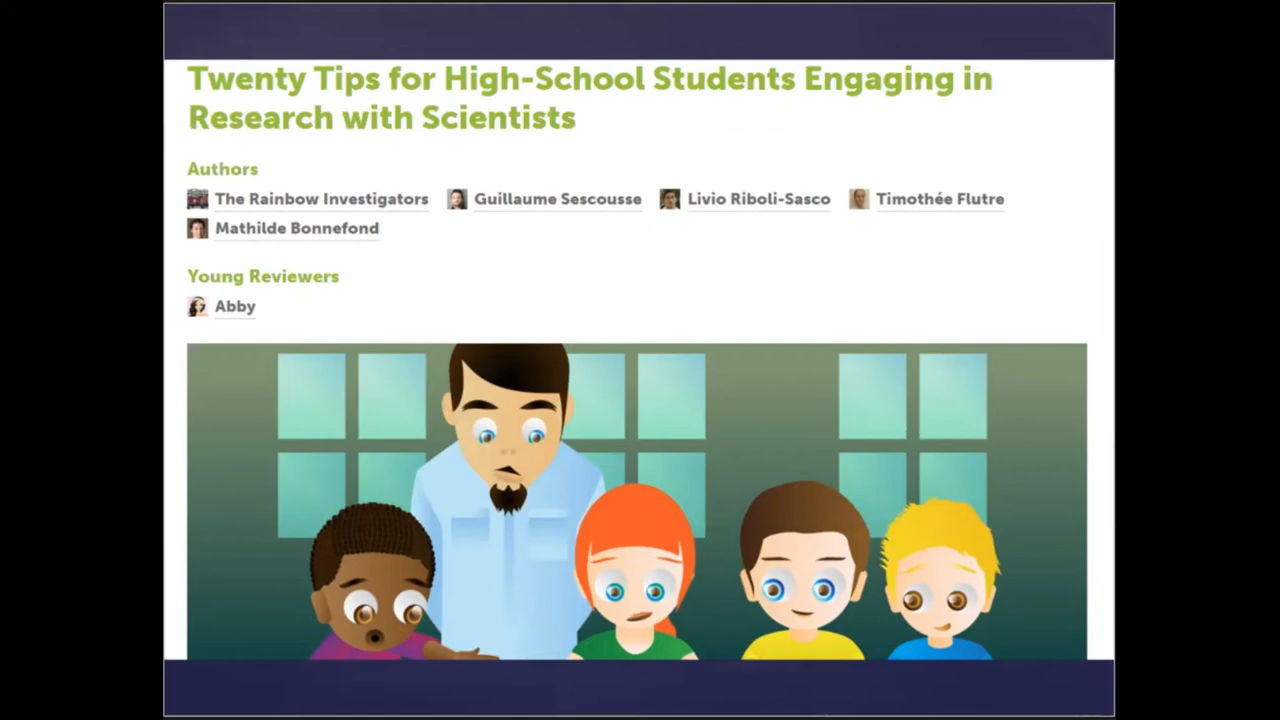 Twenty Tips for High-School Students Engaging in
Research with Scientists
Authors
The Rainbow Investigators Guillaume Sescousse Livio Riboli-Sasco Timothée Flutre
Mathilde Bonnefond
Young Reviewers
Abby